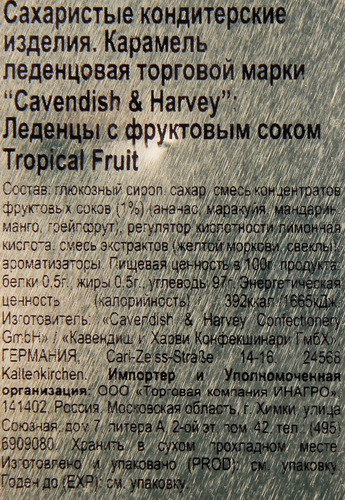 Сахаристые кондитерские
изделия. Карамель
леденцовая торговой марки
“Cavendish & Harvey”:
Леденцы с фруктовым соком
Tropical Fruit
Состав: глюкозный сироп, сахар, смесь концентратов
фруктовых соков (1%) (ананас, маракуйя, мандарин,
манго, грейпфрут), регулятор кислотности лимонная
кислота, смесь экстрактов (желтой моркови, свеклы),
ароматизаторы. Пищевая ценность в 100г. продукта:
белки 0.5г., жиры 0.5г., углеводы 97г. Энергетическая
ценность (калорийность) 392ккал/1665кДж.
Изготовитель: «Cavendish & Harvey Confectionery
GmbH» / «Кавендиш у Харви Конфекшинари ГмбХ»
ГЕРМАНИЯ, Carl-Zeiss-Straße 14-16, 24568
Kaltenkirchen. Импортер и Уполномоченная
организация: ООО «Торговая компания ИНАГРО»
141402, Россия, Московская область, г. Химки, улица
Союзная, дом 7, литера А, 2-ой эт, пом 42, тел. (495)
6909080. Хранить в сухом прохладном месте.
Изготовлено и упаковано (PROD): см. упаковку.
Годен до (EXP): см. упаковку.